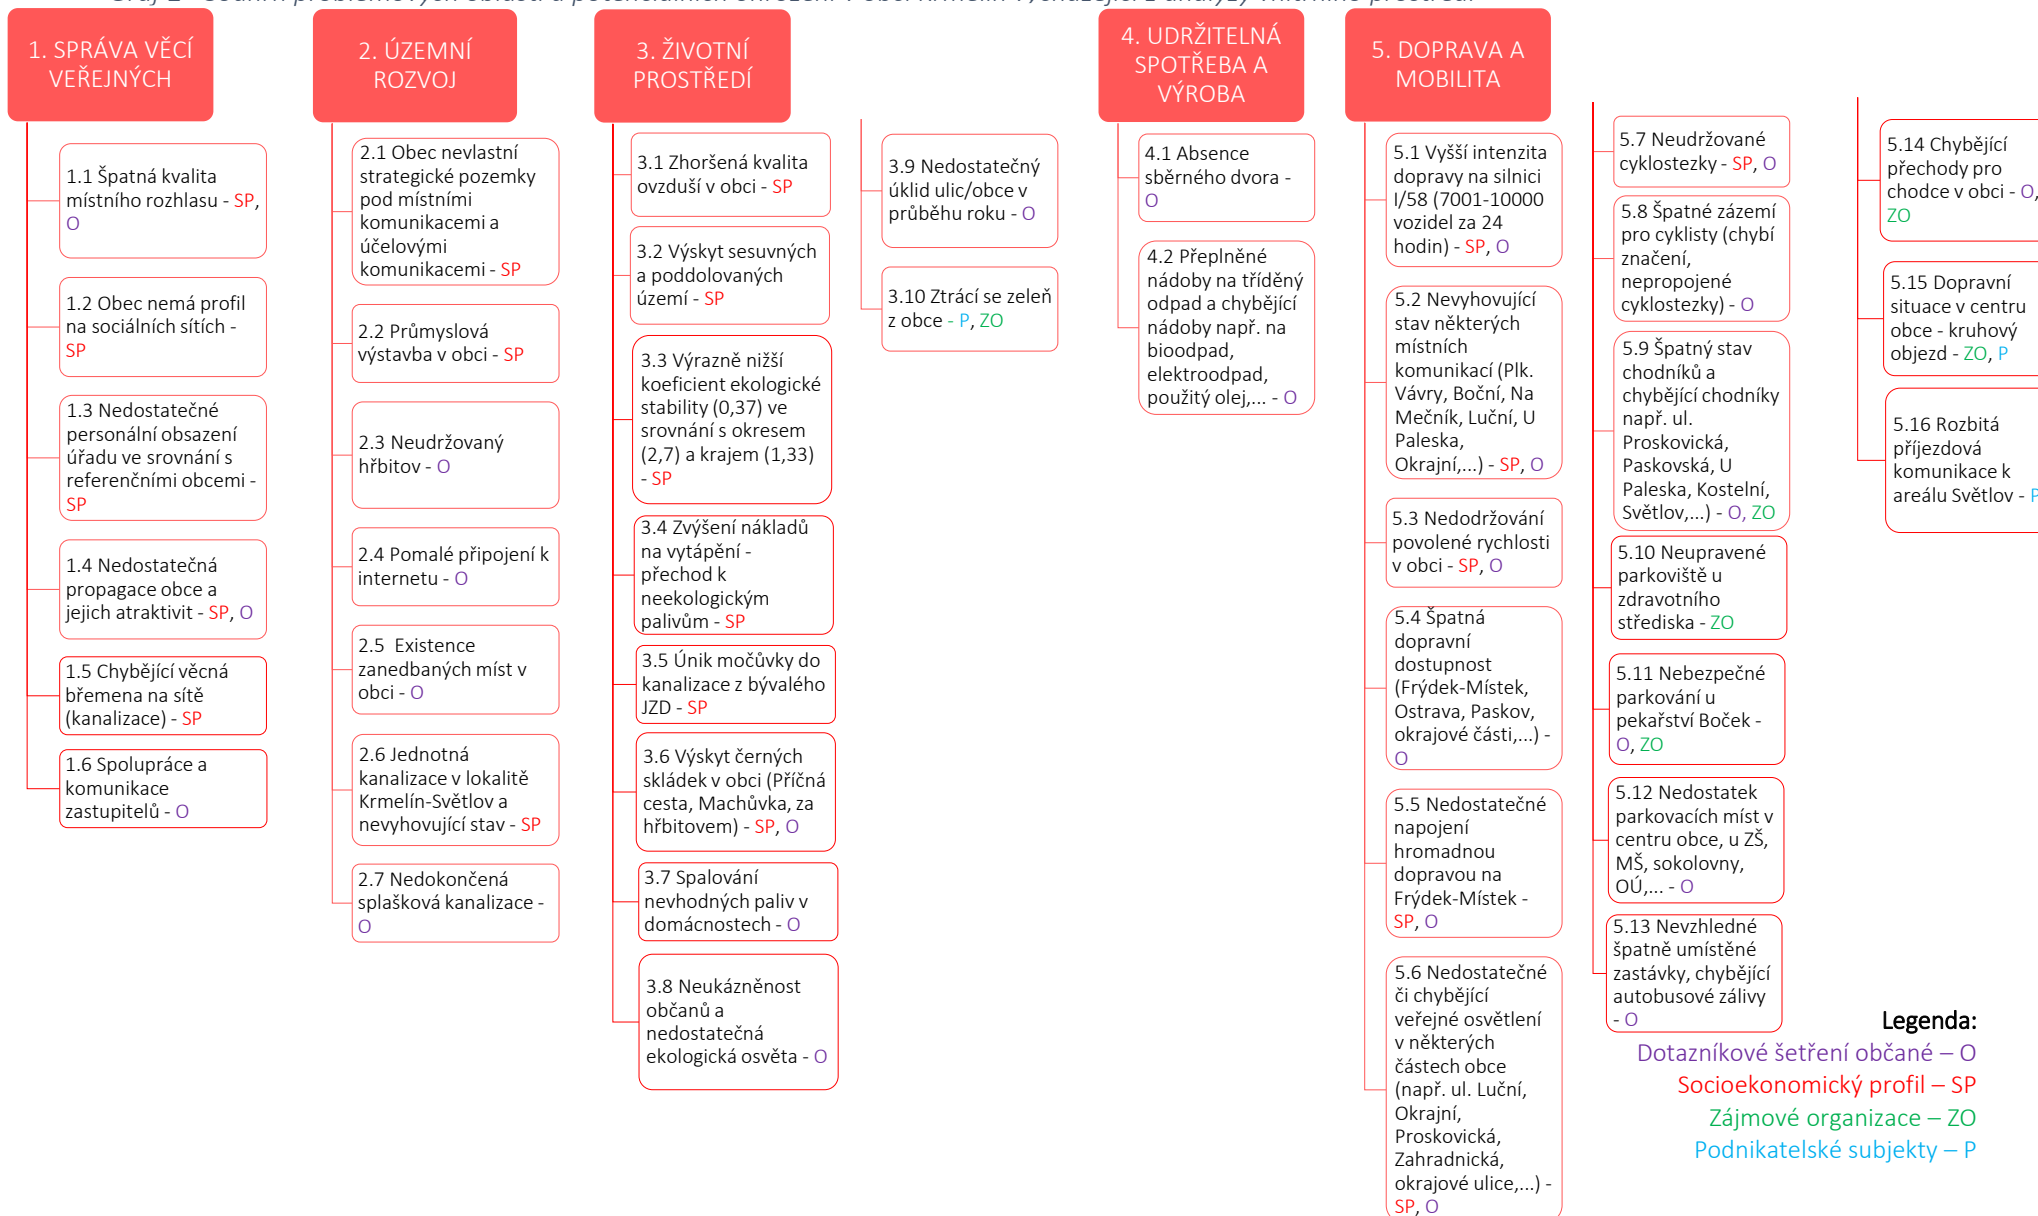 1. SPRÁVA VĚCÍ
VEŘEJNÝCH
1.1 Špatná kvalita
místního rozhlasu - SP,
O
1.2 Obec nemá profil
na sociálních sítích -
SP
1.3 Nedostatečné
personální obsazení
úřadu ve srovnání s
referenčními obcemi -
SP
1.4 Nedostatečná
propagace obce a
jejich atraktivit - SP, O
1.5 Chybějící věcná
břemena na sítě
(kanalizace) - SP
1.6 Spolupráce a
komunikace
zastupitelů - O
2. ÚZEMNÍ
ROZVOJ
2.1 Obec nevlastní
strategické pozemky
pod místními
komunikacemi a
účelovými
komunikacemi - SP
2.2 Průmyslová
výstavba v obci - SP
2.3 Neudržovaný
hřbitov - O
2.4 Pomalé připojení k
internetu - O
2.5 Existence
zanedbaných míst v
obci - O
2.6 Jednotná
kanalizace v lokalitě
Krmelín-Světlov a
nevyhovující stav - SP
2.7 Nedokončená
splašková kanalizace -
O
3. ŽIVOTNÍ
PROSTŘEDÍ
3.1 Zhoršená kvalita
ovzduší v obci - SP
3.2 Výskyt sesuvných
a poddolovaných
území - SP
3.3 Výrazně nižší
koeficient ekologické
stability (0,37) ve
srovnání s okresem
(2,7) a krajem (1,33)
- SP
3.4 Zvýšení nákladů
na vytápění -
přechod k
neekologickým
palivům - SP
3.5 Únik močůvky do
kanalizace z bývalého
JZD - SP
3.6 Výskyt černých
skládek v obci (Příčná
cesta, Machůvka, za
hřbitovem) - SP, O
3.7 Spalování
nevhodných paliv v
domácnostech - O
3.8 Neukázněnost
občanů a
nedostatečná
ekologická osvěta - O
3.9 Nedostatečný
úklid ulic/obce v
průběhu roku - O
3.10 Ztrácí se zeleň
z obce - P, ZO
4. UDRŽITELNÁ
SPOTŘEBA A
VÝROBA
4.1 Absence
sběrného dvora -
O
4.2 Přeplněné
nádoby na tříděný
odpad a chybějící
nádoby např. na
bioodpad,
elektroodpad,
použitý olej,... - O
5. DOPRAVA A
MOBILITA
5.1 Vyšší intenzita
dopravy na silnici
I/58 (7001-10000
vozidel za 24
hodin) - SP, O
5.2 Nevyhovující
stav některých
místních
komunikací (Plk.
Vávry, Boční, Na
Mečník, Luční, U
Paleska,
Okrajní,...) - SP, O
5.3 Nedodržování
povolené rychlosti
v obci - SP, O
5.4 Špatná
dopravní
dostupnost
(Frýdek-Místek,
Ostrava, Paskov,
okrajové části,...) -
O
5.5 Nedostatečné
napojení
hromadnou
dopravou na
Frýdek-Místek -
SP, O
5.6 Nedostatečné
či chybějící
veřejné osvětlení
v některých
částech obce
(např. ul. Luční,
Okrajní,
Proskovická,
Zahradnická,
okrajové ulice,...) -
SP, O
5.7 Neudržované
cyklostezky - SP, O
5.8 Špatné zázemí
pro cyklisty (chybí
značení,
nepropojené
cyklostezky) - O
5.9 Špatný stav
chodníků a
chybějící chodníky
např. ul.
Proskovická,
Paskovská, U
Paleska, Kostelní,
Světlov,...) - O, ZO
5.10 Neupravené
parkoviště u
zdravotního
střediska - ZO
5.11 Nebezpečné
parkování u
pekařství Boček -
O, ZO
5.12 Nedostatek
parkovacích míst v
centru obce, u ZŠ,
MŠ, sokolovny,
OÚ,... - O
5.13 Nevzhledné
špatně umístěné
zastávky, chybějící
autobusové zálivy
- O
5.14 Chybějící
přechody pro
chodce v obci - O,
ZO
5.15 Dopravní
situace v centru
obce - kruhový
objezd - ZO, P
5.16 Rozbitá
příjezdová
komunikace k
areálu Světlov - P
Legenda:
Dotazníkové šetření občané – O
Socioekonomický profil – SP
Zájmové organizace – ZO
Podnikatelské subjekty – P